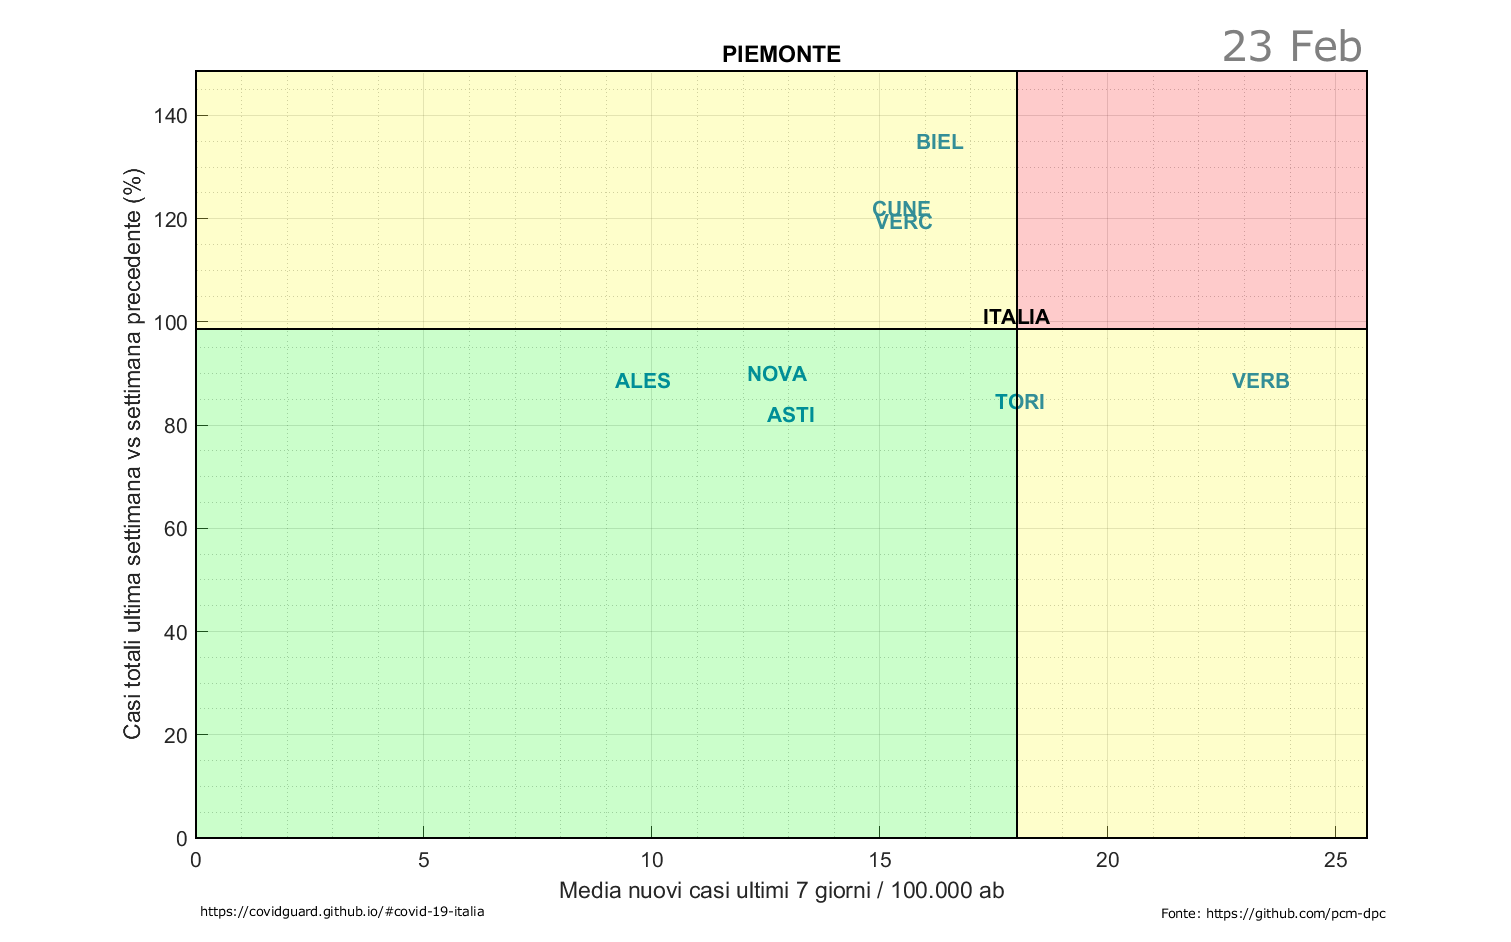 23 Feb
PIEMONTE
Casi totali ultima settimana vs settimana precedente (%)
140
120
100
80
60
40
20
0
BIEL
CUNE
VERC
ITALIA
ALES
NOVA
VERB
TORI
ASTI
0 5 10 15 20 25
Media nuovi casi ultimi 7 giorni / 100.000 ab
https://covidguard.github.io/#covid-19-italia
Fonte: https://github.com/pcm-dpc